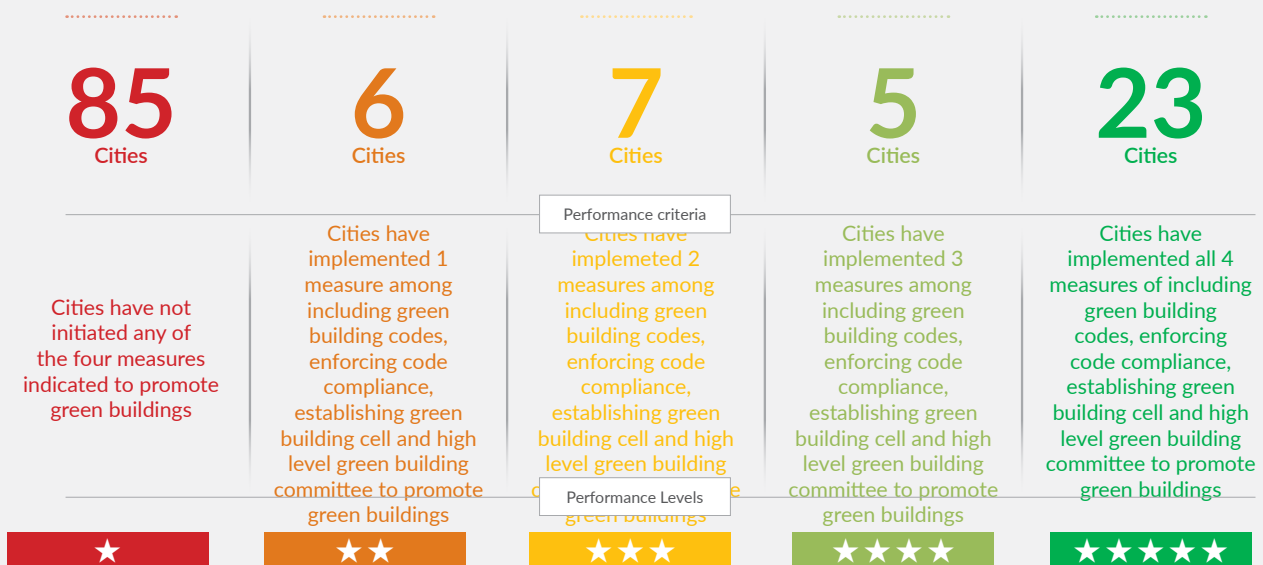 85
Cities
6
Cities
7
Cities
5
Cities
23
Cities
Performance criteria
Cities have not
initiated any of
the four measures
indicated to promote
green buildings
Cities have
implemented 1
measure among
including green
building codes,
enforcing code
compliance,
establishing green
building cell and high
level green building
committee to promote
green buildings
Cities have
implemeted 2
measures among
including green
building codes,
enforcing code
compliance,
establishing green
building cell and high
level green building
green buildings
Cities have
implemented 3
measures among
including green
building codes,
enforcing code
compliance,
establishing green
building cell and high
level green building
committee to promote
green buildings
Cities have
implemented all 4
measures of including
green building
codes, enforcing
code compliance,
establishing green
building cell and high
level green building
committee to promote
green buildings
Performance Levels